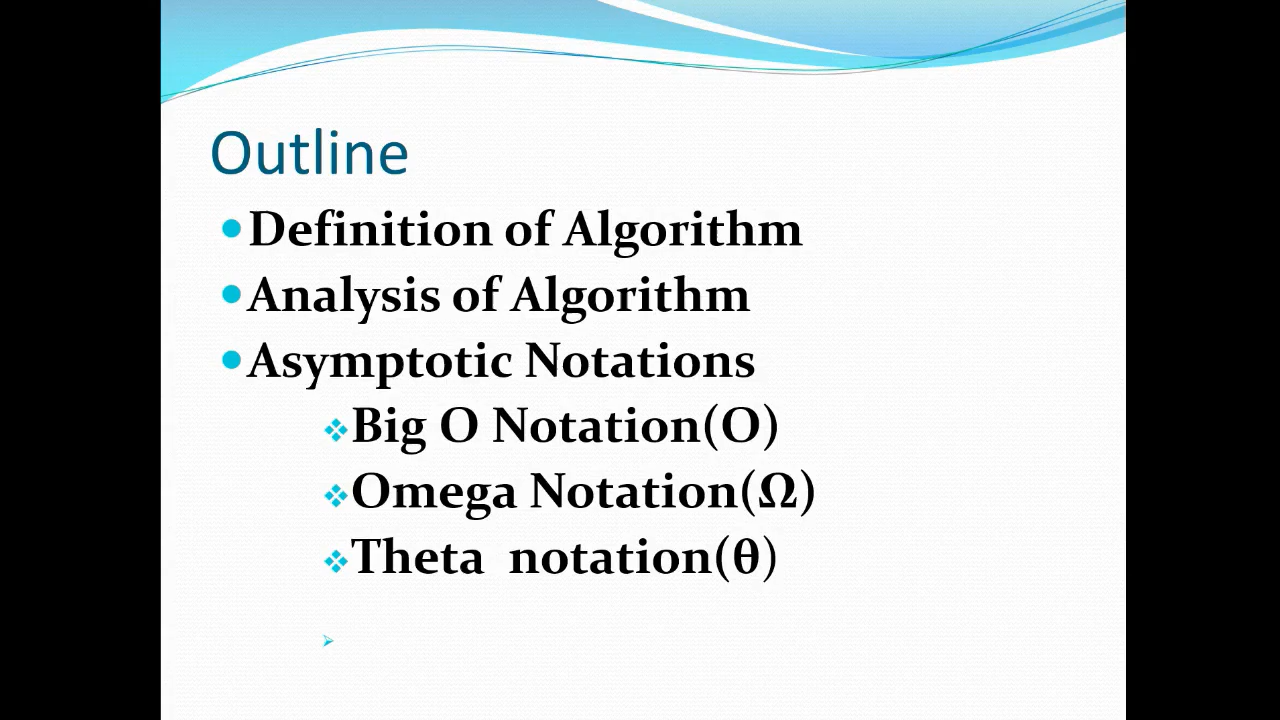 Outline
Definition of Algorithm
Analysis of Algorithm
Asymptotic Notations
Big O Notation(O)
Omega Notation(Ω)
Theta notation(θ)